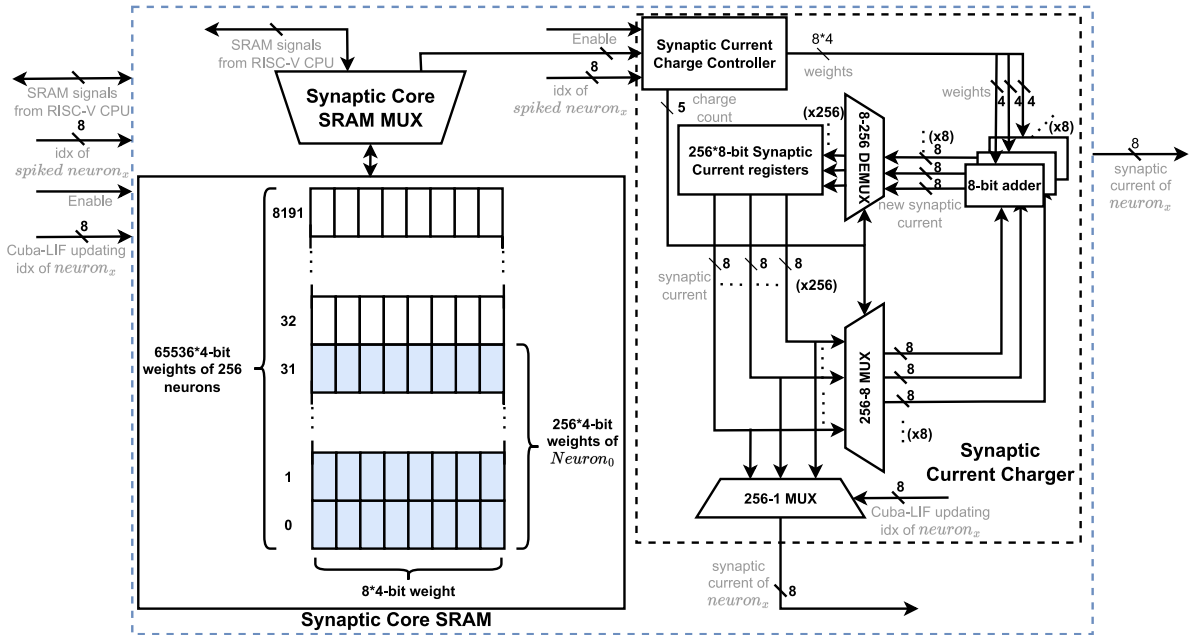 SRAM signals
from RISC-V CPU
8
idx of
spiked neuron_x
Enable
8
Cuba-LIF updating
idx of neuron_x
8
SRAM signals
from RISC-V CPU
Synaptic Core
SRAM MUX
Enable
8
idx of
spiked neuron_x
Synaptic Current
Charge Controller
8*4
weights
weights
4
4
4
(x8)
5
charge
count
(x256)
256*8-bit Synaptic
Current registers
8-256 DEMUX
(x8)
8
8
8
8-bit adder
new synaptic
current
8
synaptic
current of
neuron_x
8
8
8
synaptic
current
(x256)
256-8 MUX
8
8
8
(x8)
Synaptic
Current Charger
256-1 MUX
8
Cuba-LIF updating
idx of neuron_x
synaptic
current of
neuron_x
8
8191
32
31
1
0
65536*4-bit
weights of 256
neurons
256*4-bit
weights of
Neuron_0
8*4-bit weight
Synaptic Core SRAM